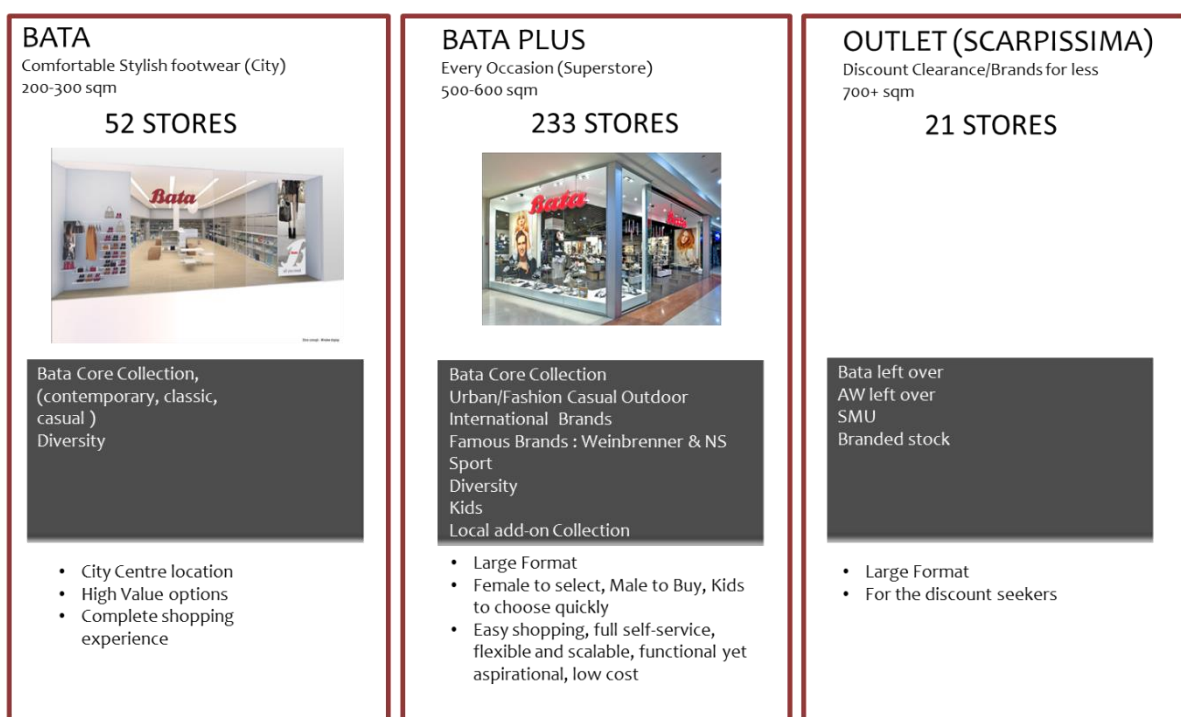 BATA
Comfortable Stylish footwear (City)
200-300 sqm
52 STORES
Bata
Bata Core Collection,
(contemporary, classic,
casual )
Diversity
• City Centre location
• High Value options
• Complete shopping
experience
BATA PLUS
Every Occasion (Superstore)
500-600 sqm
233 STORES
Bata
Bata
Bata Core Collection
Urban/Fashion Casual Outdoor
International Brands
Famous Brands : Weinbrenner & NS
Sport
Diversity
Kids
Local add-on Collection
• Large Format
• Female to select, Male to Buy, Kids
to choose quickly
• Easy shopping, full self-service,
flexible and scalable, functional yet
aspirational, low cost
OUTLET (SCARPISSIMA)
Discount Clearance/Brands for less
700+ sqm
21 STORES
Bata left over
AW left over
SMU
Branded stock
• Large Format
• For the discount seekers